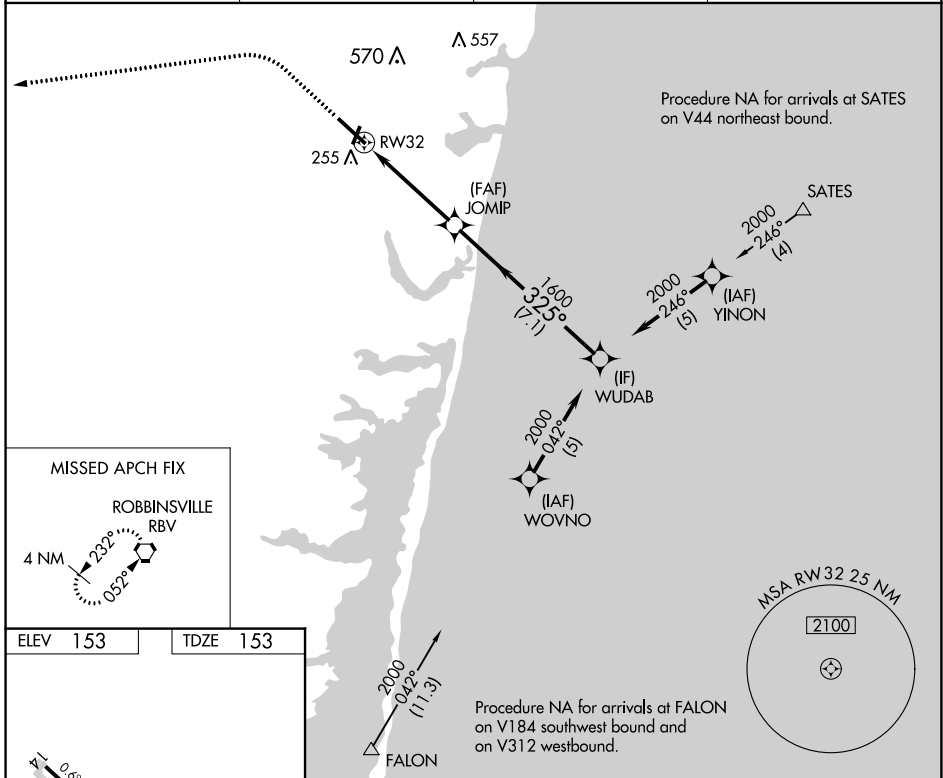 570
557
Procedure NA for arrivals at SATES
on V44 northeast bound.
RW32
255
(FAF)
JOMIP
SATES
2000
246°
(4)
2000
246°
(5)
(IAF)
YINON
1600
325°
(7.1)
(IF)
WUDAB
2000
042°
(5)
(IAF)
WOVNO
MISSED APCH FIX
ROBBINSVILLE
RBV
4 NM
232°
052°
MSA RW32 25 NM
2100
ELEV 153
TDZE 153
2000
042°
(11.3)
FALON
Procedure NA for arrivals at FALON
on V184 southwest bound and
on V312 westbound.
14